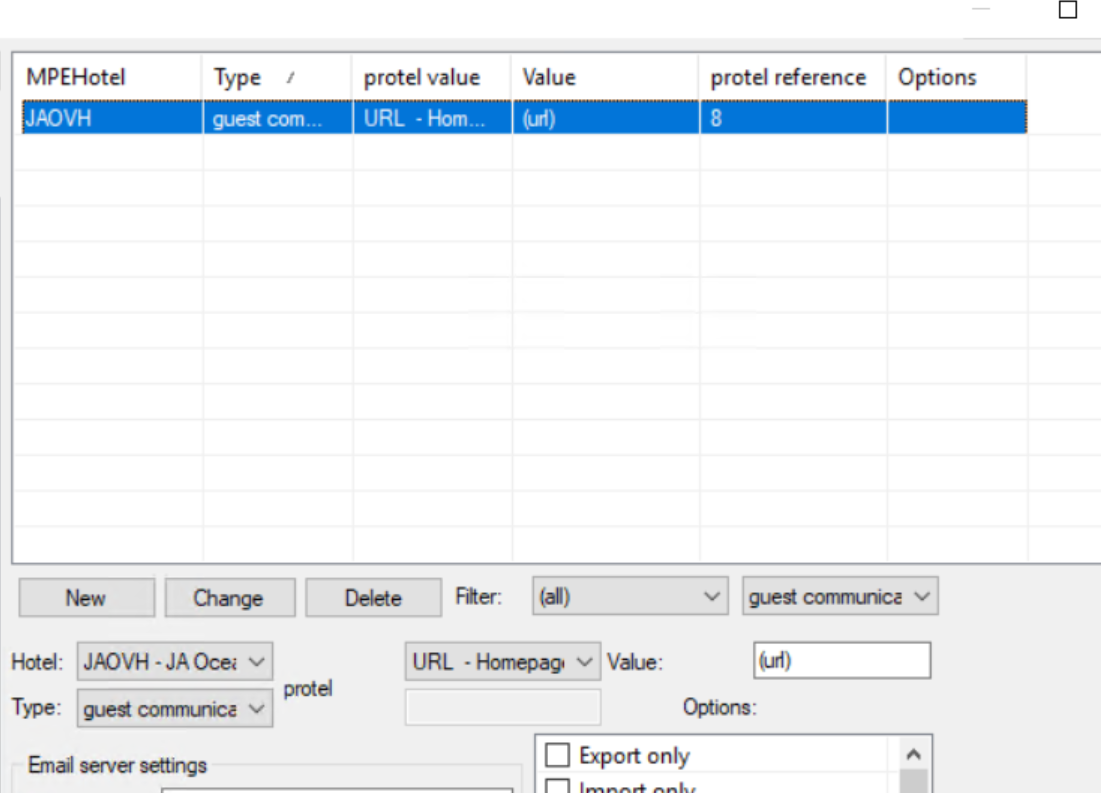 MPEHotel Type protel value Value protel reference Options
JAOVH guest com... URL - Hom... (url) 8
New Change Delete Filter: (all) guest communica
Hotel: JAOVH - JA Ocea URL - Homepag Value: (url)
Type: guest communica protel Options:
Email server settings Export only
Import only